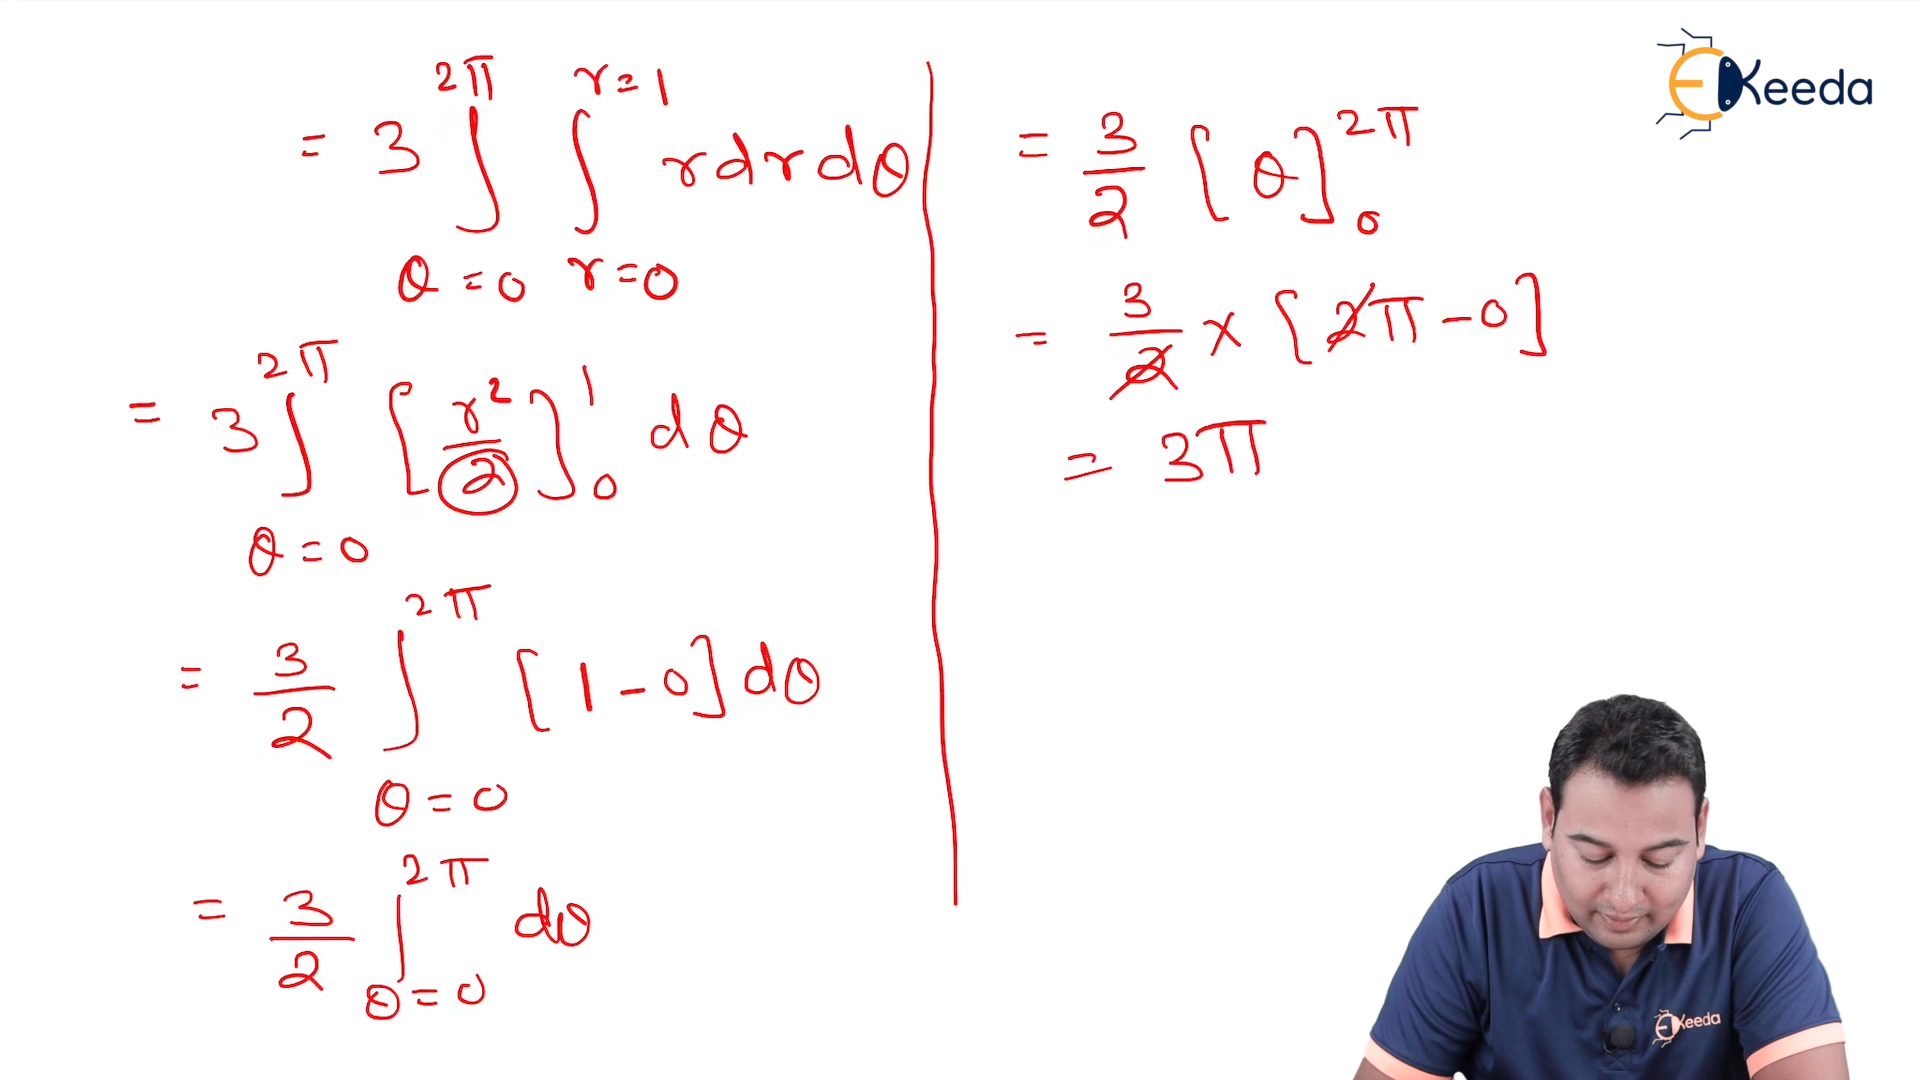 = 3 ∫_{θ=0}^{2π} ∫_{r=0}^{r=1} r dr dθ
= 3 ∫_{θ=0}^{2π} [r²/2]_0^1 dθ
= 3/2 ∫_{θ=0}^{2π} [1-0] dθ
= 3/2 ∫_{θ=0}^{2π} dθ
= 3/2 [θ]_0^{2π}
= 3/2 × [2π-0]
= 3π
EKeeda
EKeeda